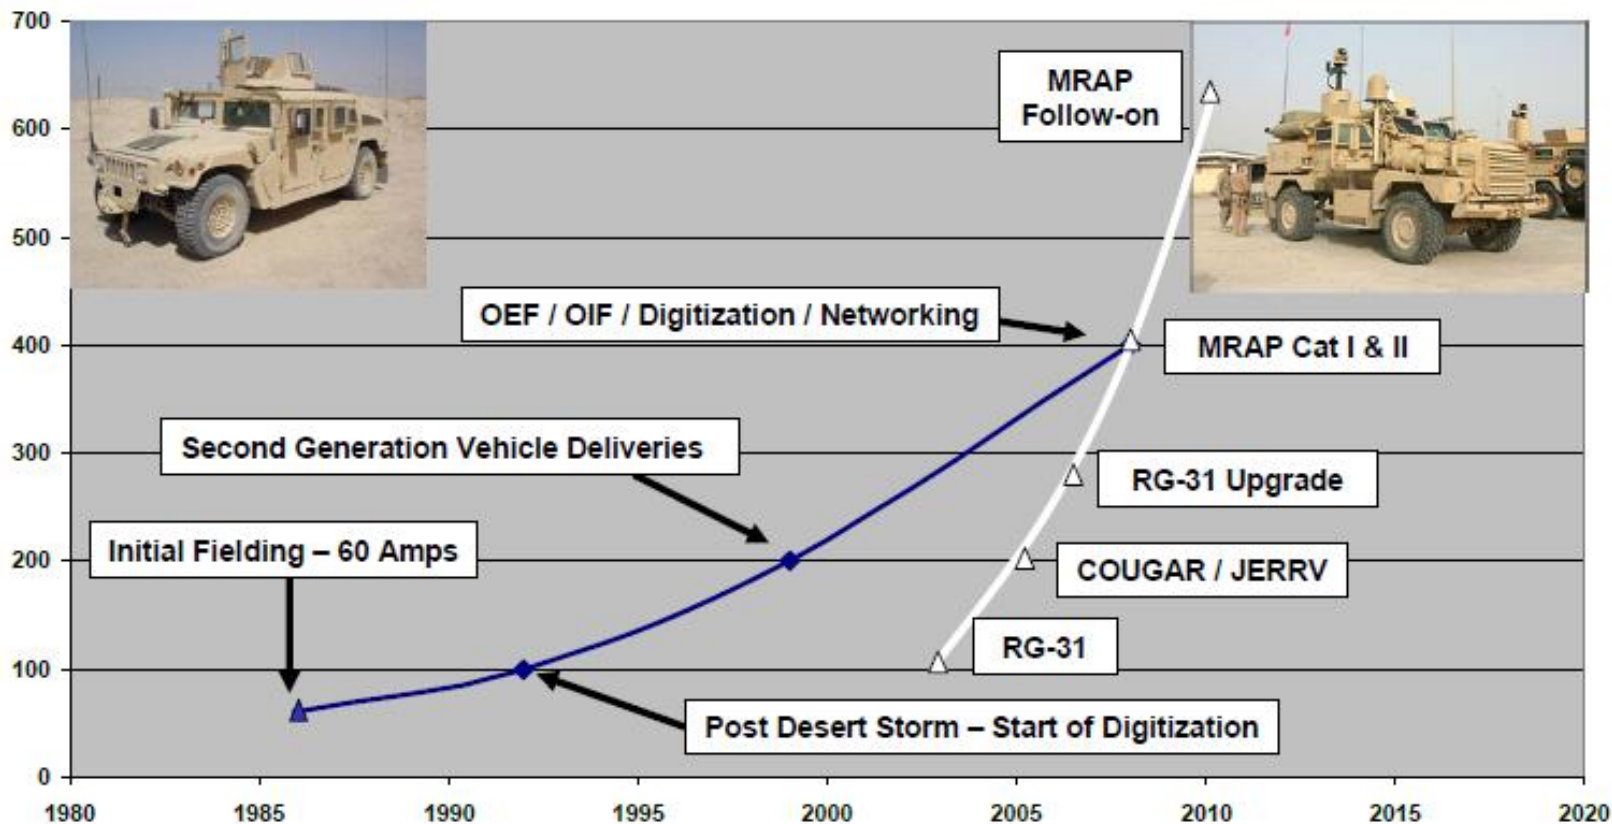 700
600
500
400
300
200
100
0
MRAP
Follow-on
OEF / OIF / Digitization / Networking
MRAP Cat I & II
Second Generation Vehicle Deliveries
RG-31 Upgrade
Initial Fielding – 60 Amps
COUGAR / JERRV
RG-31
Post Desert Storm – Start of Digitization
1980 1985 1990 1995 2000 2005 2010 2015 2020